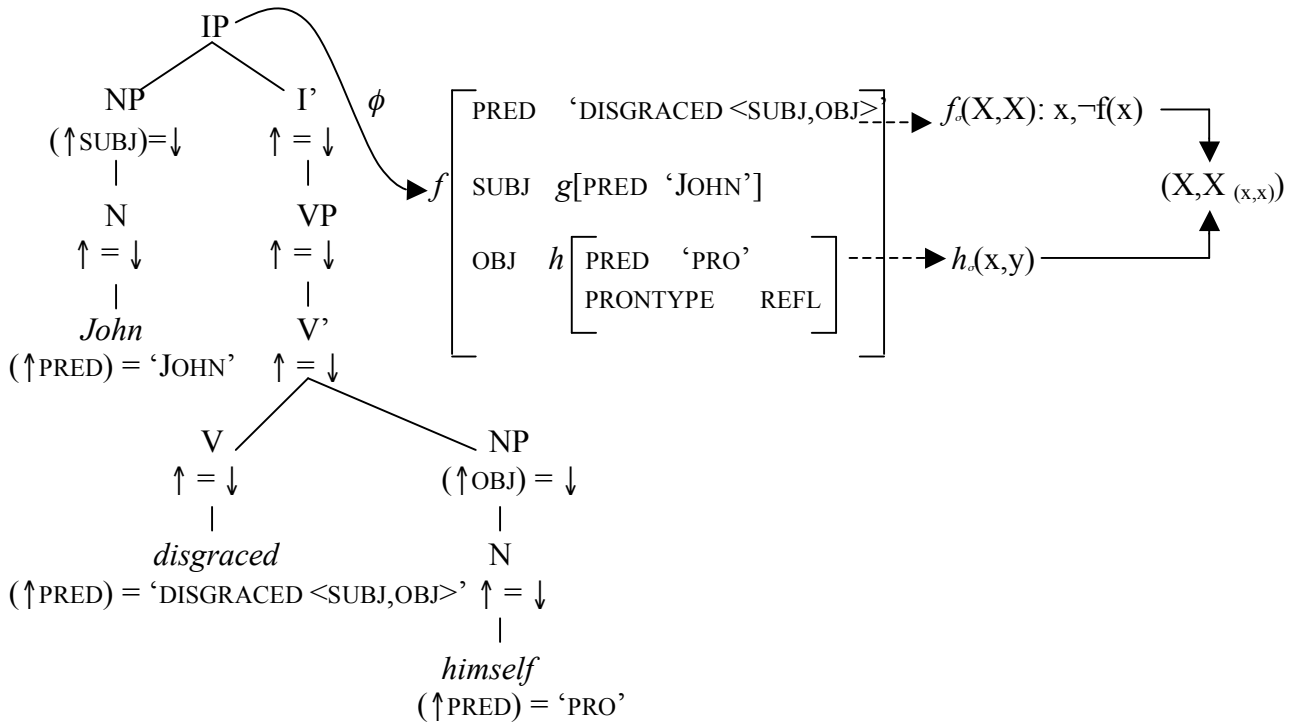 IP
NP I’ ϕ
(↑SUBJ)=↓ ↑ = ↓
N VP
↑ = ↓ ↑ = ↓
John V’
(↑PRED) = ‘JOHN’ ↑ = ↓
V NP
↑ = ↓ (↑OBJ) = ↓
disgraced N
(↑PRED) = ‘DISGRACED <SUBJ,OBJ>’ ↑ = ↓
himself
(↑PRED) = ‘PRO’
PRED ‘DISGRACED <SUBJ,OBJ>’ fσ(X,X): x,¬f(x)
f SUBJ g[PRED ‘JOHN’] (X,X (x,x))
OBJ h PRED ‘PRO’ hσ(x,y)
PRONTYPE REFL